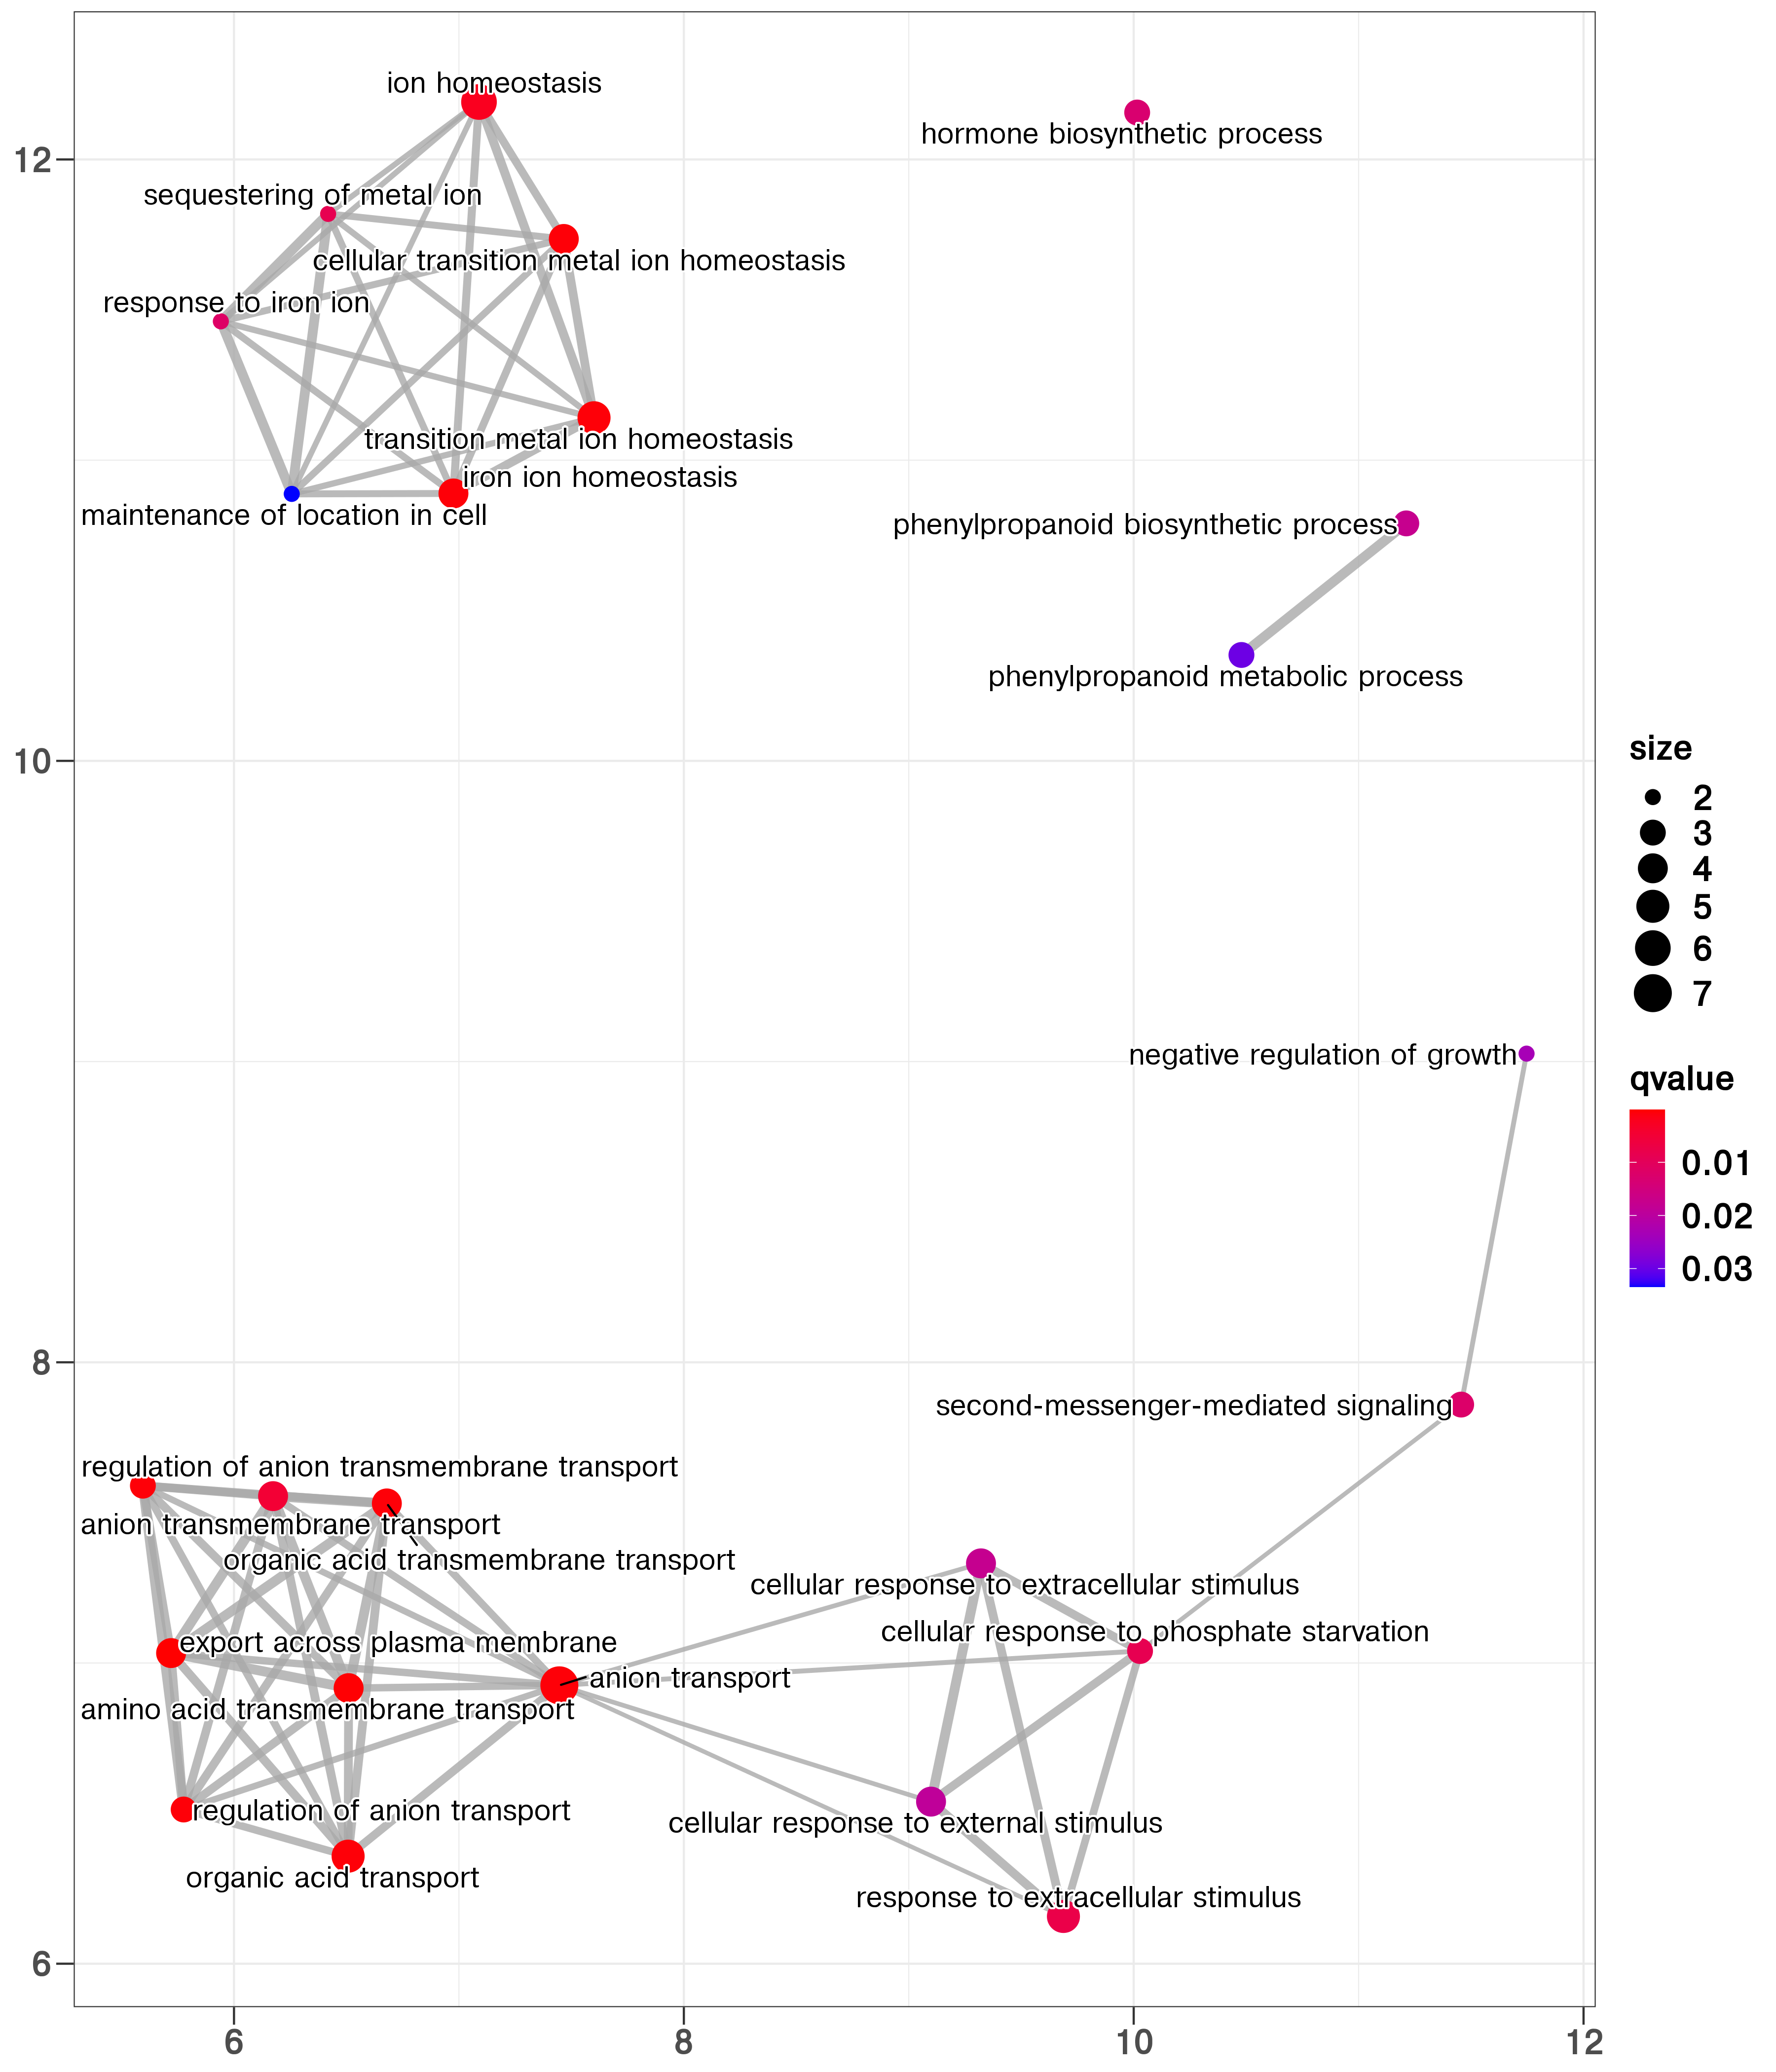 ion homeostasis
hormone biosynthetic process
12
sequestering of metal ion
cellular transition metal ion homeostasis
response to iron ion
transition metal ion homeostasis
iron ion homeostasis
maintenance of location in cell
phenylpropanoid biosynthetic process
phenylpropanoid metabolic process
10
size
2
3
4
5
6
7
negative regulation of growth
qvalue
0.01
0.02
0.03
8
second-messenger-mediated signaling
regulation of anion transmembrane transport
anion transmembrane transport
organic acid transmembrane transport
cellular response to extracellular stimulus
cellular response to phosphate starvation
export across plasma membrane
anion transport
amino acid transmembrane transport
regulation of anion transport
cellular response to external stimulus
organic acid transport
response to extracellular stimulus
6
6
8
10
12